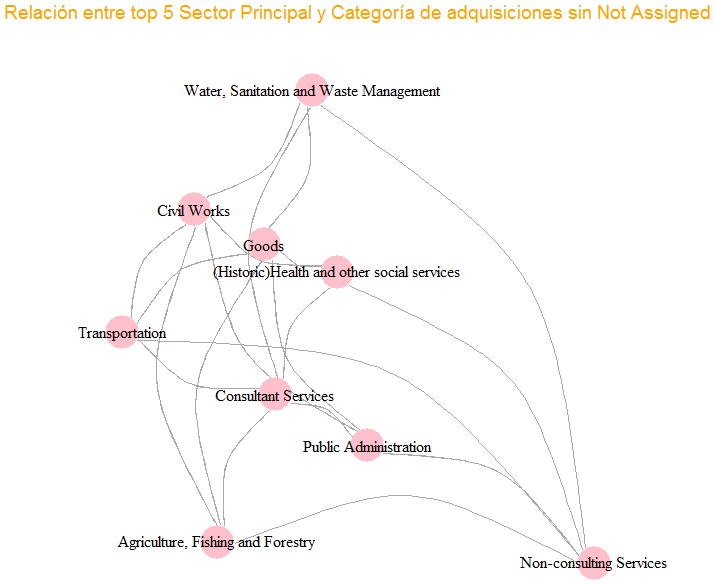 Relación entre top 5 Sector Principal y Categoría de adquisiciones sin Not Assigned
Water, Sanitation and Waste Management
Civil Works
Goods
(Historic)Health and other social services
Transportation
Consultant Services
Public Administration
Agriculture, Fishing and Forestry
Non-consulting Services